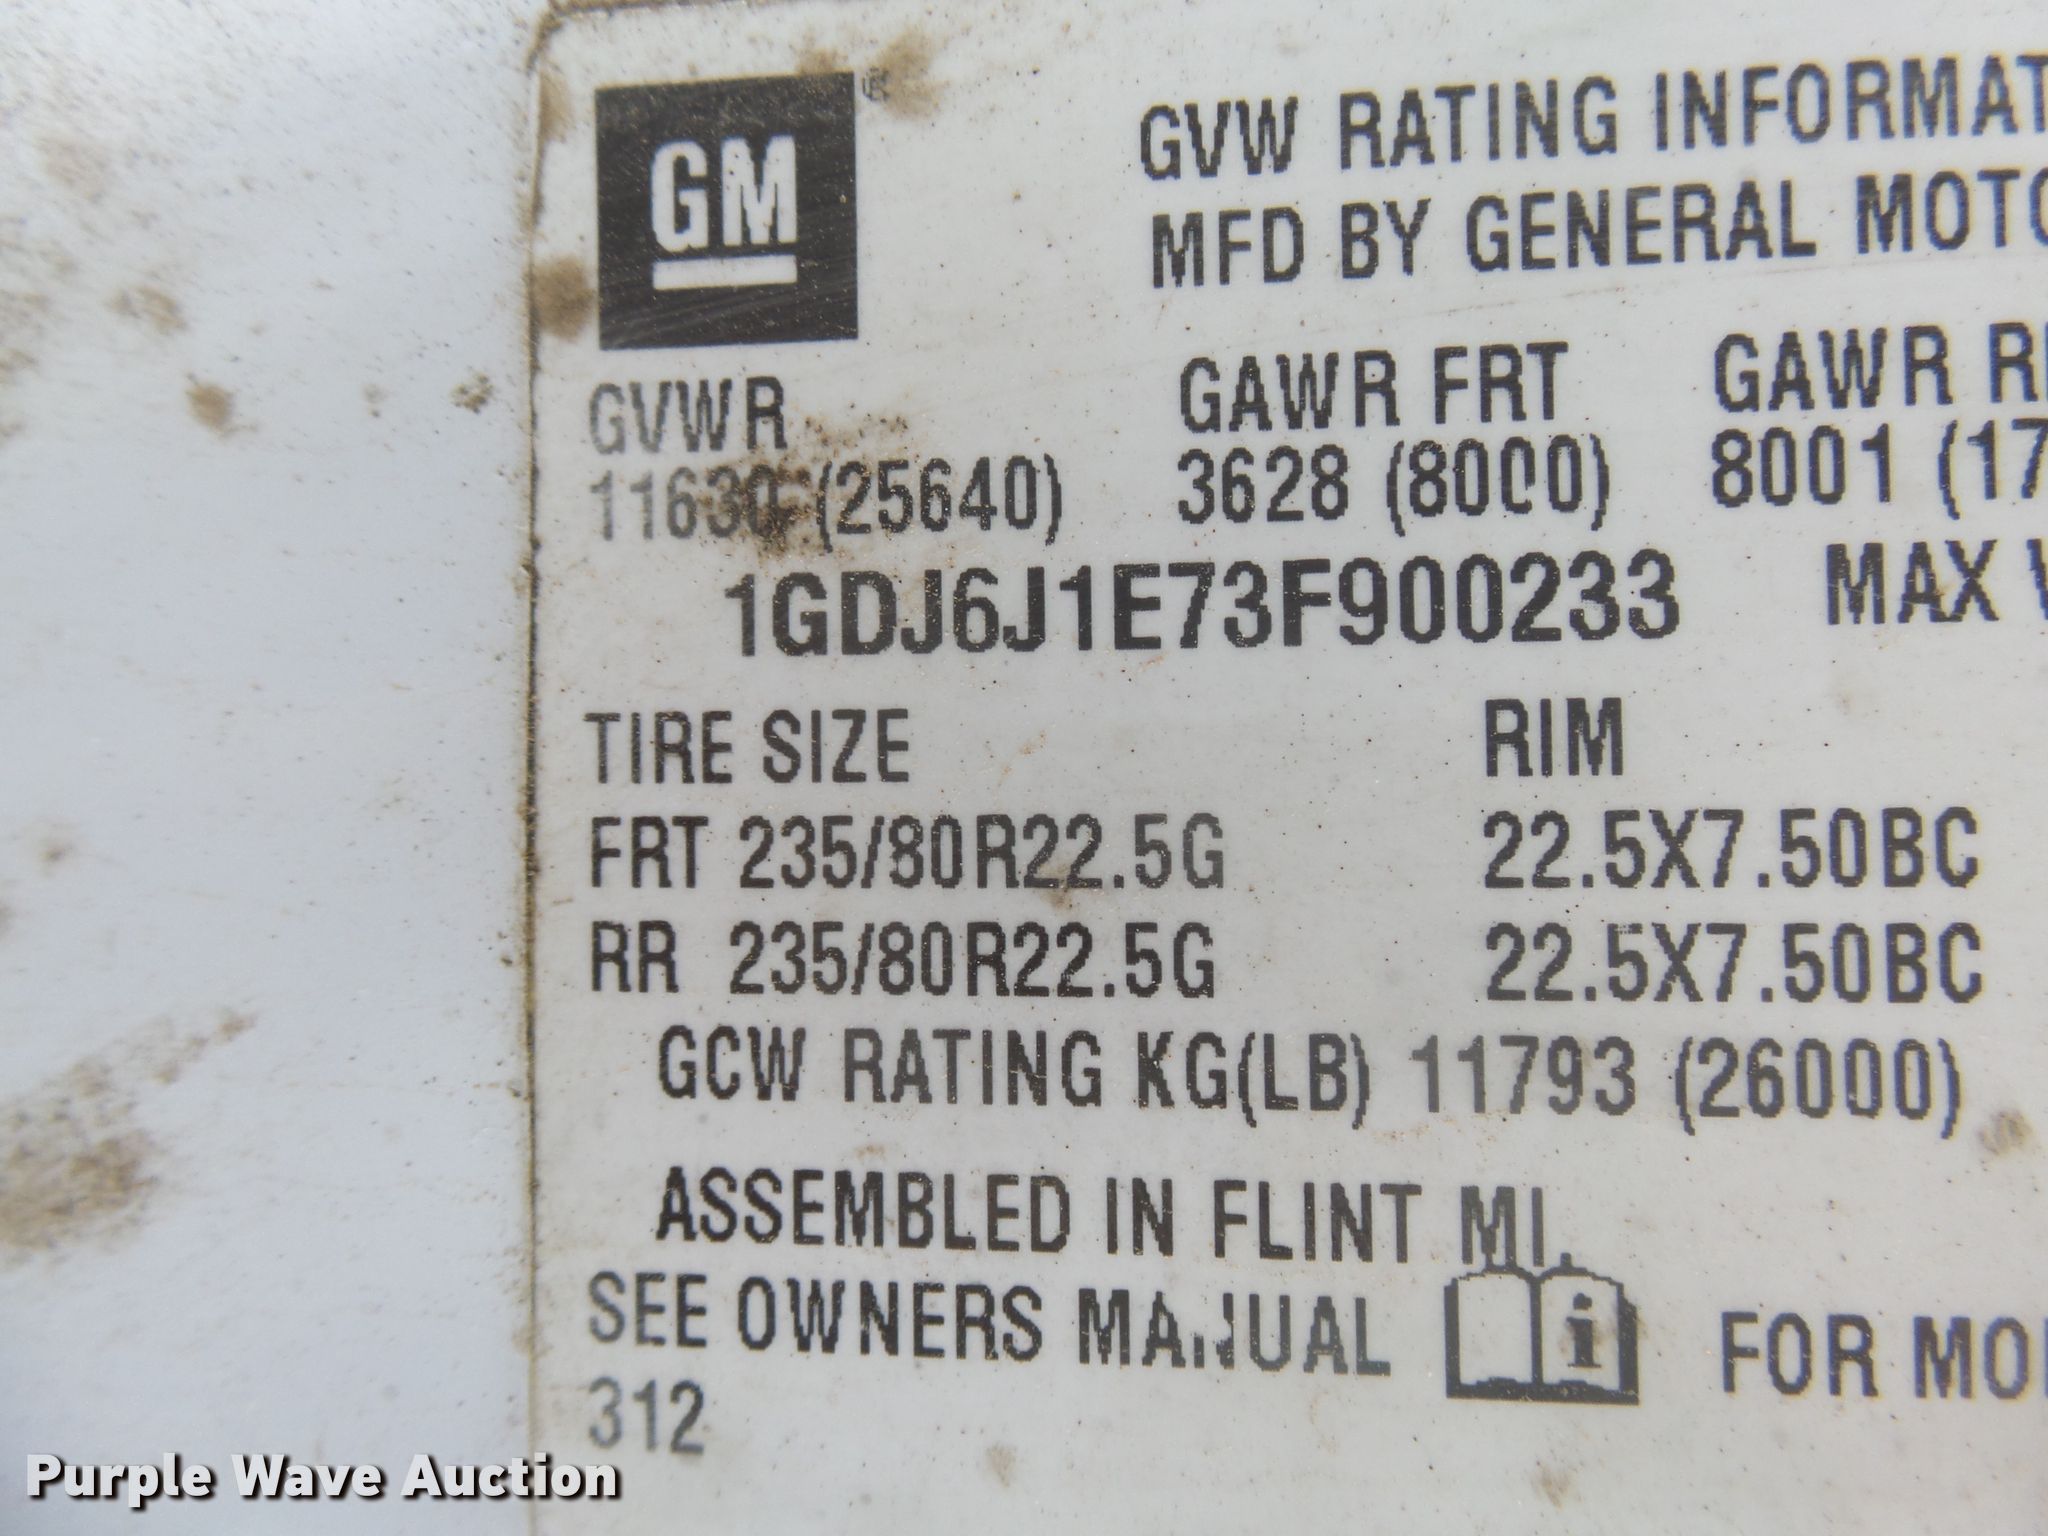 GM
GVW RATING INFORMAT
MFD BY GENERAL MOTO
GVWR GAWR FRT GAWR R
11630 (25640) 3628 (8000) 8001 (17
1GDJ6J1E73F900233 MAX
TIRE SIZE RIM
FRT 235/80R22.5G 22.5X7.50BC
RR 235/80R22.5G 22.5X7.50BC
GCW RATING KG(LB) 11793 (26000)
ASSEMBLED IN FLINT MI.
SEE OWNERS MANUAL i FOR MO
312
Purple Wave Auction